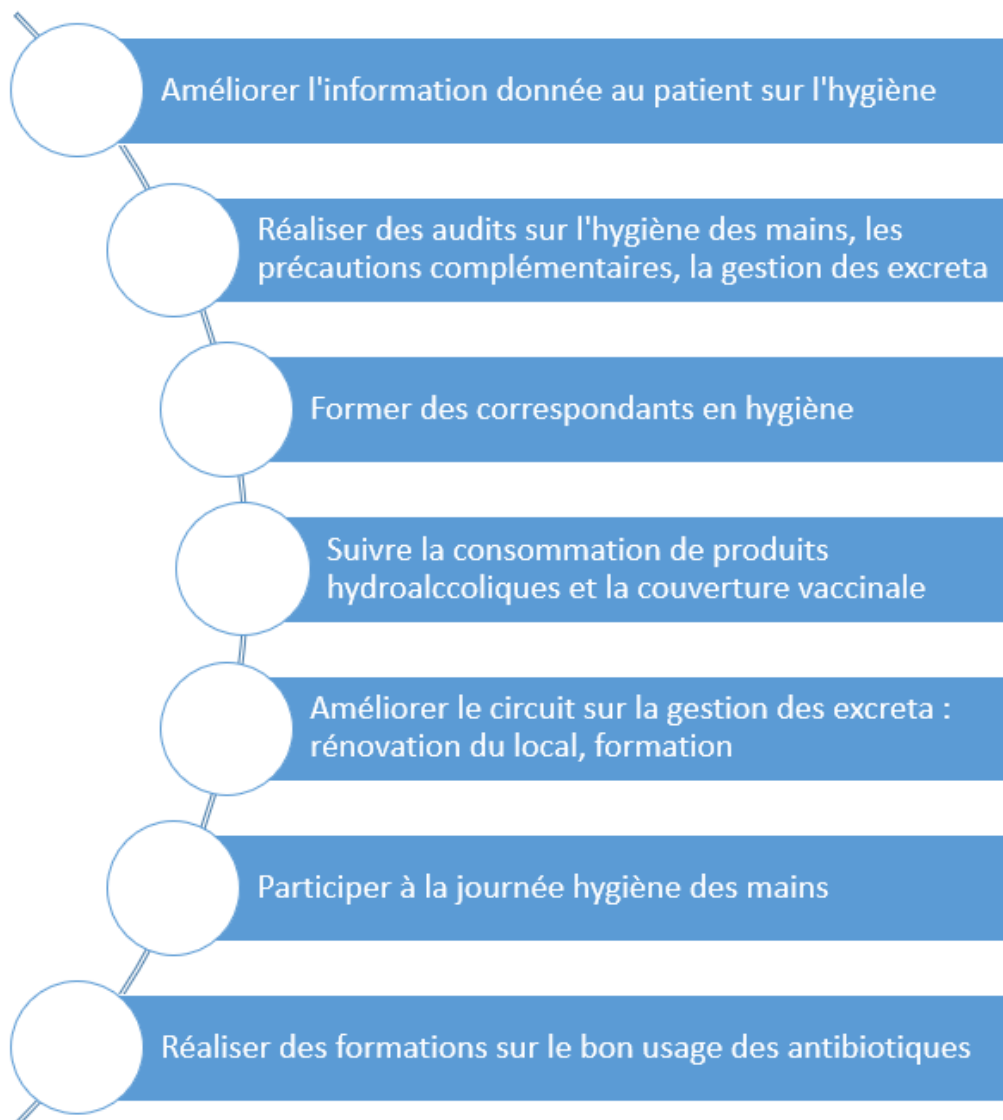 Améliorer l'information donnée au patient sur l'hygiène
Réaliser des audits sur l'hygiène des mains, les
précautions complémentaires, la gestion des excreta
Former des correspondants en hygiène
Suivre la consommation de produits
hydroalccoliques et la couverture vaccinale
Améliorer le circuit sur la gestion des excreta :
rénovation du local, formation
Participer à la journée hygiène des mains
Réaliser des formations sur le bon usage des antibiotiques